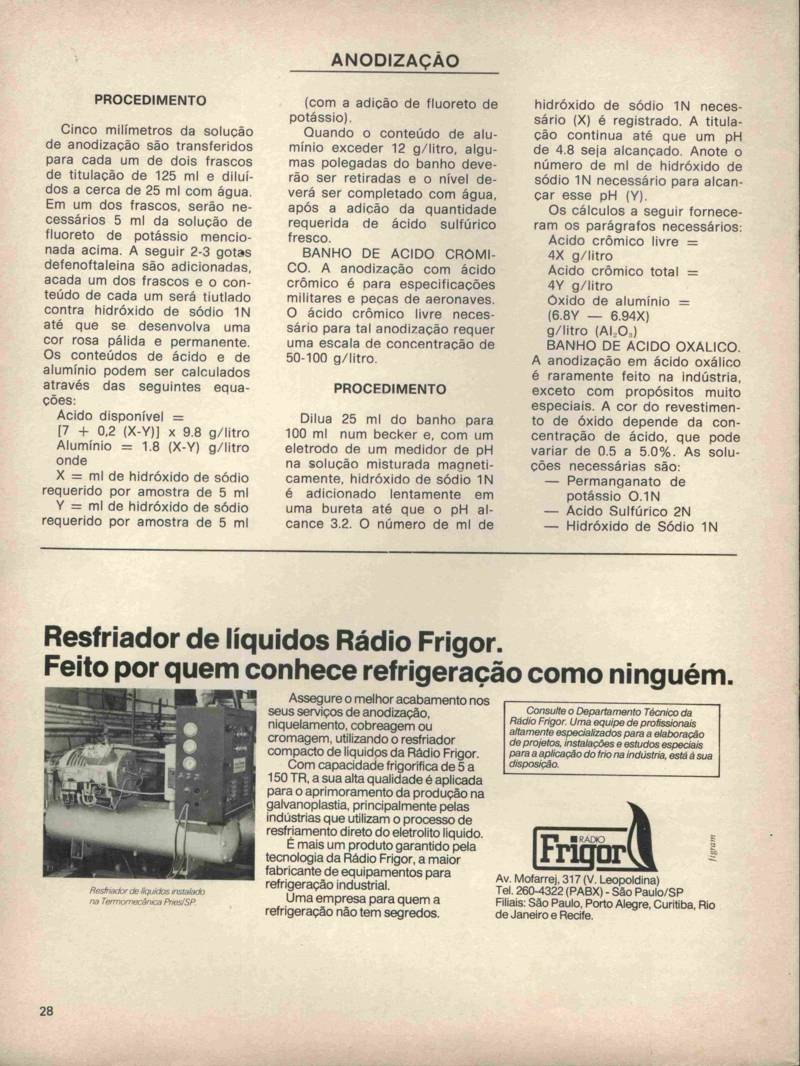 ANODIZAÇÃO
PROCEDIMENTO
Cinco milímetros da solução
de anodização são transferidos
para cada um de dois frascos
de titulação de 125 ml e diluí-
dos a cerca de 25 ml com água.
Em um dos frascos, serão ne-
cessários 5 ml da solução de
fluoreto de potássio mencio-
nada acima. A seguir 2-3 gotas
defenoftaleina são adicionadas,
acada um dos frascos e o con-
teúdo de cada um será tiutlado
contra hidróxido de sódio 1N
até que se desenvolva uma
cor rosa pálida e permanente.
Os conteúdos de ácido e de
alumínio podem ser calculados
através das seguintes equa-
ções:
Acido disponível =
[7 + 0,2 (X-Y)] x 9.8 g/litro
Alumínio = 1.8 (X-Y) g/litro
onde
X = ml de hidróxido de sódio
requerido por amostra de 5 ml
Y = ml de hidróxido de sódio
requerido por amostra de 5 ml
(com a adição de fluoreto de
potássio).
Quando o conteúdo de alu-
mínio exceder 12 g/litro, algu-
mas polegadas do banho deve-
rão ser retiradas e o nível de-
verá ser completado com água,
após a adição da quantidade
requerida de ácido sulfúrico
fresco.
BANHO DE ACIDO CRÔMI-
CO. A anodização com ácido
crômico é para especificações
militares e peças de aeronaves.
O ácido crômico livre neces-
sário para tal anodização requer
uma escala de concentração de
50-100 g/litro.
PROCEDIMENTO
Dilua 25 ml do banho para
100 ml num becker e, com um
eletrodo de um medidor de pH
na solução misturada magneti-
camente, hidróxido de sódio 1N
é adicionado lentamente em
uma bureta até que o pH al-
cance 3.2. O número de ml de
hidróxido de sódio 1N neces-
sário (X) é registrado. A titula-
ção continua até que um pH
de 4.8 seja alcançado. Anote o
número de ml de hidróxido de
sódio 1N necessário para alcan-
çar esse pH (Y).
Os cálculos a seguir fornece-
ram os parágrafos necessários:
Acido crômico livre =
4X g/litro
Acido crômico total =
4Y g/litro
Óxido de alumínio =
(6.8Y — 6.94X)
g/litro (Al₂O₃)
BANHO DE ACIDO OXALICO.
A anodização em ácido oxálico
é raramente feito na indústria,
exceto com propósitos muito
especiais. A cor do revestimen-
to de óxido depende da con-
centração de ácido, que pode
variar de 0.5 a 5.0%. As solu-
ções necessárias são:
— Permanganato de
potássio O.1N
— Acido Sulfúrico 2N
— Hidróxido de Sódio 1N
Resfriador de líquidos Rádio Frigor.
Feito por quem conhece refrigeração como ninguém.
Resfriador de líquidos instalado
na Termomecânica Pries/SP.
Assegure o melhor acabamento nos
seus serviços de anodização,
niquelamento, cobreagem ou
cromagem, utilizando o resfriador
compacto de líquidos da Rádio Frigor.
Com capacidade frigorífica de 5 a
150 TR, a sua alta qualidade é aplicada
para o aprimoramento da produção na
galvanoplastia, principalmente pelas
indústrias que utilizam o processo de
resfriamento direto do eletrolito líquido.
É mais um produto garantido pela
tecnologia da Rádio Frigor, a maior
fabricante de equipamentos para
refrigeração industrial.
Uma empresa para quem a
refrigeração não tem segredos.
Consulte o Departamento Técnico da
Rádio Frigor. Uma equipe de profissionais
altamente especializados para a elaboração
de projetos, instalações e estudos especiais
para a aplicação do frio na indústria, está à sua
disposição.
RÁDIO
Frigor
figram
Av. Mofarrej, 317 (V. Leopoldina)
Tel. 260-4322 (PABX) - São Paulo/SP
Filiais: São Paulo, Porto Alegre, Curitiba, Rio
de Janeiro e Recife.
28